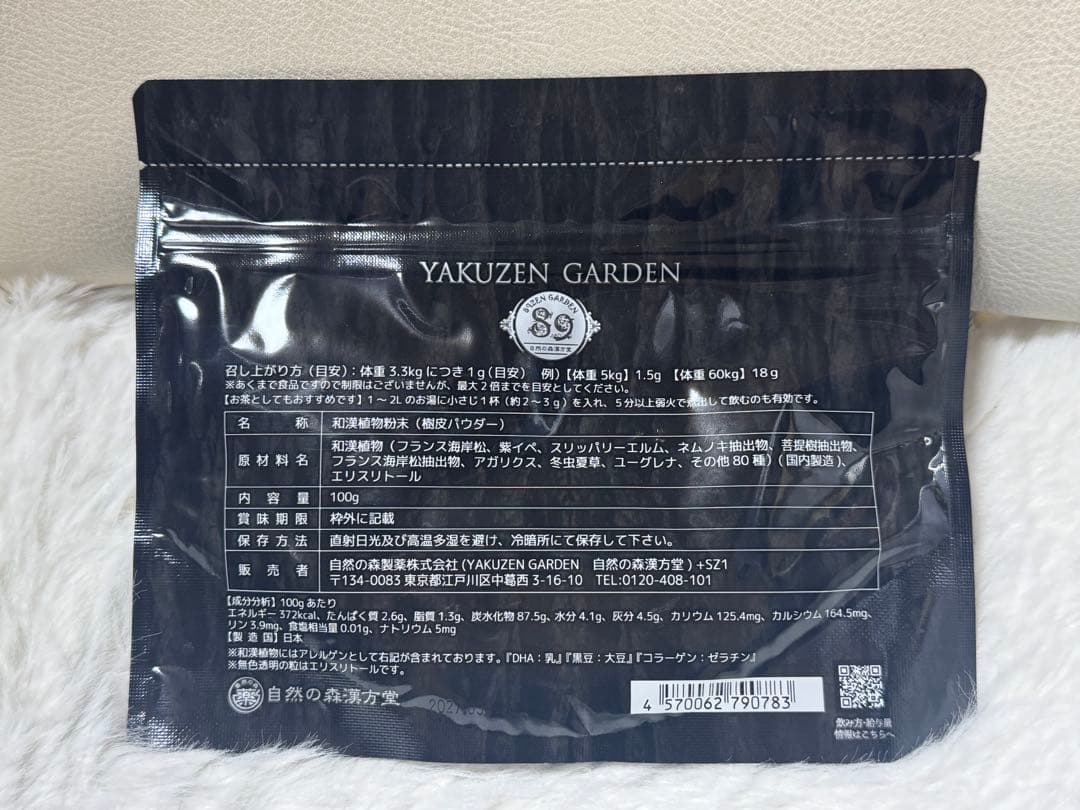 YAKUZEN GARDEN
89ZEN GARDEN
89
自然の森漢方堂
召し上がり方（目安）：体重 3.3kg につき 1g（目安）　例）【体重 5kg】1.5g 【体重 60kg】18g
※あくまで食品ですので制限はございませんが、最大２倍までを目安としてください。
【お茶としてもおすすめです】1～2Lのお湯に小さじ1杯（約2～3g）を入れ、5分以上弱火で煮出して飲むのも有効です。
名称 和漢植物粉末（樹皮パウダー）
原材料名 和漢植物（フランス海岸松、紫イペ、スリッパリーエルム、ネムノキ抽出物、菩提樹抽出物、
フランス海岸松抽出物、アガリクス、冬虫夏草、ユーグレナ、その他80種）（国内製造）、
エリスリトール
内容量 100g
賞味期限 枠外に記載
保存方法 直射日光及び高温多湿を避け、冷暗所にて保存して下さい。
販売者 自然の森製薬株式会社 (YAKUZEN GARDEN　自然の森漢方堂 ) +SZ1
〒134-0083 東京都江戸川区中葛西 3-16-10　TEL:0120-408-101
【成分分析】100gあたり
エネルギー 372kcal、たんぱく質 2.6g、脂質 1.3g、炭水化物 87.5g、水分 4.1g、灰分 4.5g、カリウム 125.4mg、カルシウム 164.5mg、
リン 3.9mg、食塩相当量 0.01g、ナトリウム 5mg
【製造国】日本
※和漢植物にはアレルゲンとして右記が含まれております。『DHA：乳』『黒豆：大豆』『コラーゲン：ゼラチン』
※無色透明の粒はエリスリトールです。
自然の森漢方堂
4 570062 790783
飲み方・給与量
情報はこちらへ